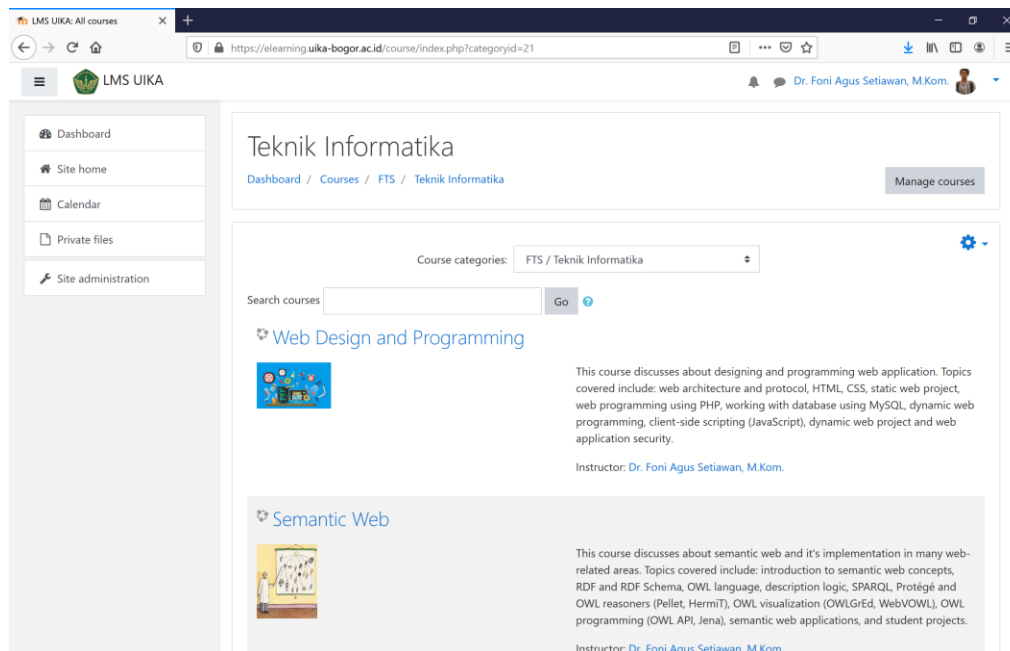 LMS UIKA: All courses
https://elearning.uika-bogor.ac.id/course/index.php?categoryid=21
LMS UIKA
Dr. Foni Agus Setiawan, M.Kom.
Dashboard
Site home
Calendar
Private files
Site administration
Teknik Informatika
Dashboard / Courses / FTS / Teknik Informatika
Manage courses
Course categories: FTS / Teknik Informatika
Search courses Go
Web Design and Programming
This course discusses about designing and programming web application. Topics
covered include: web architecture and protocol, HTML, CSS, static web project,
web programming using PHP, working with database using MySQL, dynamic web
programming, client-side scripting (JavaScript), dynamic web project and web
application security.
Instructor: Dr. Foni Agus Setiawan, M.Kom.
Semantic Web
This course discusses about semantic web and it's implementation in many web-
related areas. Topics covered include: introduction to semantic web concepts,
RDF and RDF Schema, OWL language, description logic, SPARQL, Protégé and
OWL reasoners (Pellet, HermiT), OWL visualization (OWLGrEd, WebVOWL), OWL
programming (OWL API, Jena), semantic web applications, and student projects.
Instructor: Dr. Foni Agus Setiawan, M.Kom.